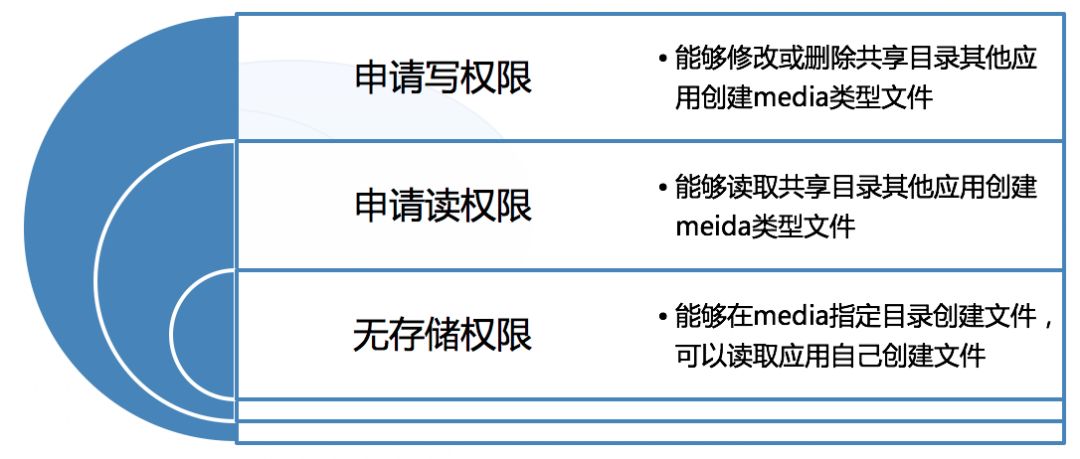 申请写权限
• 能够修改或删除共享目录其他应
用创建media类型文件
申请读权限
• 能够读取共享目录其他应用创建
meida类型文件
无存储权限
• 能够在media指定目录创建文件，
可以读取应用自己创建文件